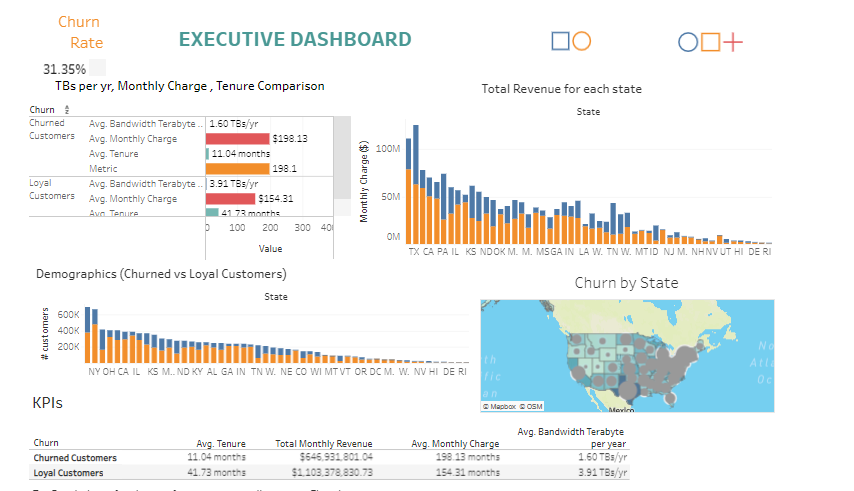 Churn
Rate
EXECUTIVE DASHBOARD
31.35%
TBs per yr, Monthly Charge , Tenure Comparison
Churn
Churned
Customers
Avg. Bandwidth Terabyte .. 1.60 TBs/yr
Avg. Monthly Charge $198.13
Avg. Tenure 11.04 months
Metric 198.1
Loyal
Customers
Avg. Bandwidth Terabyte .. 3.91 TBs/yr
Avg. Monthly Charge $154.31
Avg. Tenure 41.73 months
0 100 200 300
Value
Total Revenue for each state
State
Monthly Charge ($)
100M
50M
0M
TX CA PA IL KS ND OK M. M. MS GA IN LA W. TN W. MT ID NJ M. NH NV UT HI DE RI
Demographics (Churned vs Loyal Customers)
State
# customers
600K
400K
200K
NY OH CA IL KS M.. ND KY AL GA IN TN W. NE CO WI MT VT OR DC M. W. NV HI DE RI
Churn by State
© Mapbox © OSM
Mexico
KPIs
Churn Avg. Tenure Total Monthly Revenue Avg. Monthly Charge Avg. Bandwidth Terabyte per year
Churned Customers 11.04 months $646,931,801.04 198.13 months 1.60 TBs/yr
Loyal Customers 41.73 months $1,103,378,830.73 154.31 months 3.91 TBs/yr